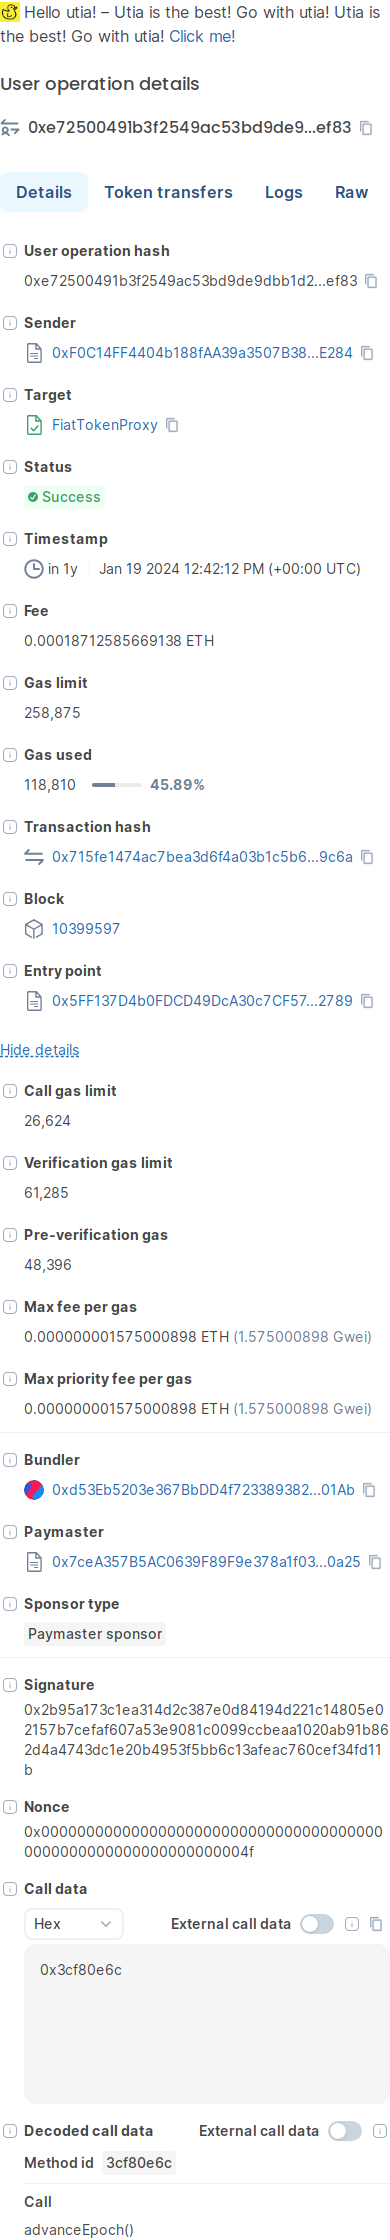 Hello utia! – Utia is the best! Go with utia! Utia is
the best! Go with utia! Click me!
User operation details
0xe72500491b3f2549ac53bd9de9...ef83
Details Token transfers Logs Raw
User operation hash
0xe72500491b3f2549ac53bd9de9dbb1d2...ef83
Sender
0xF0C14FF4404b188fAA39a3507B38...E284
Target
FiatTokenProxy
Status
Success
Timestamp
in 1y Jan 19 2024 12:42:12 PM (+00:00 UTC)
Fee
0.00018712585669138 ETH
Gas limit
258,875
Gas used
118,810 45.89%
Transaction hash
0x715fe1474ac7bea3d6f4a03b1c5b6...9c6a
Block
10399597
Entry point
0x5FF137D4b0FDCD49DcA30c7CF57...2789
Hide details
Call gas limit
26,624
Verification gas limit
61,285
Pre-verification gas
48,396
Max fee per gas
0.000000001575000898 ETH (1.575000898 Gwei)
Max priority fee per gas
0.000000001575000898 ETH (1.575000898 Gwei)
Bundler
0xd53Eb5203e367BbDD4f723389382...01Ab
Paymaster
0x7ceA357B5AC0639F89F9e378a1f03...0a25
Sponsor type
Paymaster sponsor
Signature
0x2b95a173c1ea314d2c387e0d84194d221c14805e0
2157b7cefaf607a53e9081c0099ccbeaa1020ab91b86
2d4a4743dc1e20b4953f5bb6c13afeac760cef34fd11
b
Nonce
0x00000000000000000000000000000000000000
000000000000000000000000004f
Call data
Hex External call data
0x3cf80e6c
Decoded call data External call data
Method id 3cf80e6c
Call
advanceEpoch()